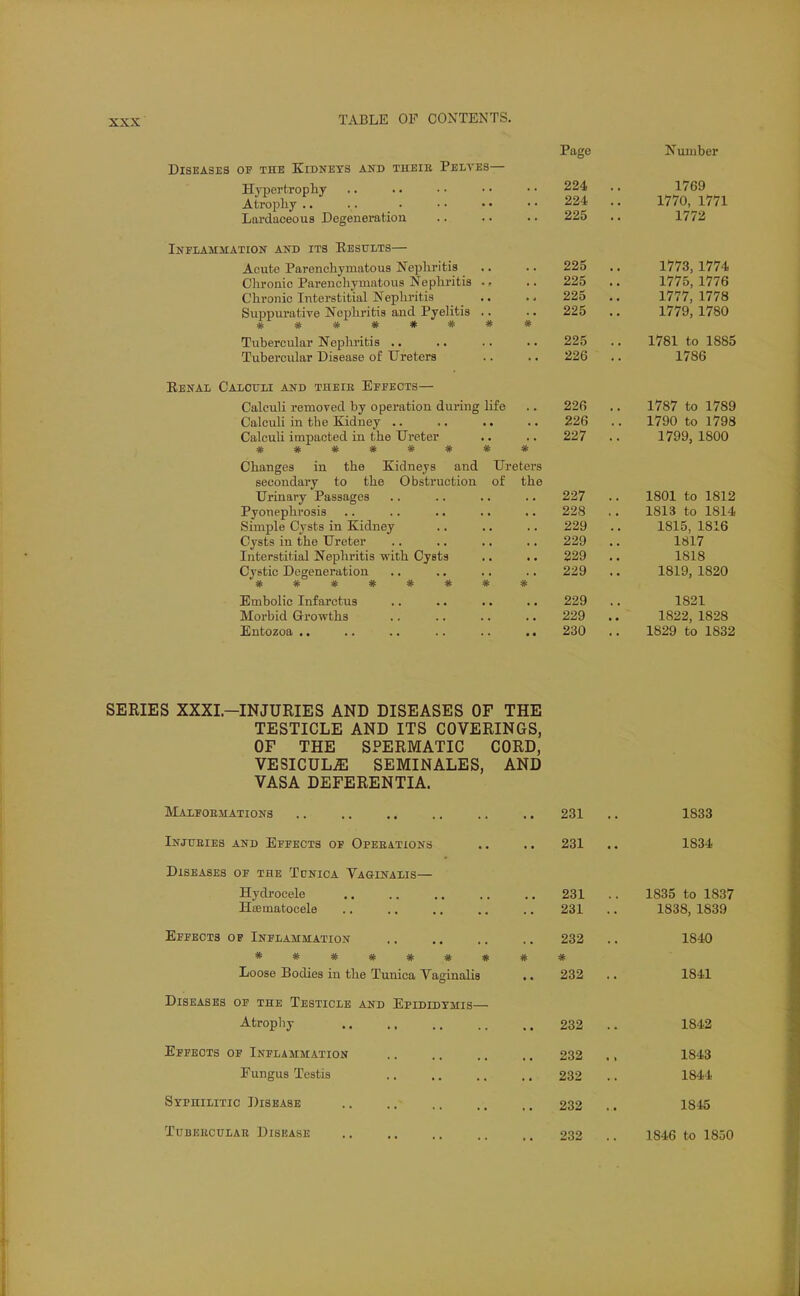 xxx TABLE OF CONTENTS.
Page Number
DISEASES OF THE KIDNEYS AND THEIR PELVES—
Hypertrophy .. .. .. .. .. 224 .. 1769
Atrophy .. .. . .. .. .. 224 .. 1770, 1771
Lardaceous Degeneration .. .. .. 225 .. 1772
INFLAMMATION AND ITS RESULTS—
Acute Parenchymatous Nephritis .. .. 225 .. 1773, 1774
Chronic Parenchymatous Nephritis .. .. 225 .. 1775, 1776
Chronic Interstitial Nephritis .. .. 225 .. 1777, 1778
Suppurative Nephritis and Pyelitis .. .. 225 .. 1779, 1780
* * * * * * * *
Tubercular Nephritis .. .. .. .. 225 .. 1781 to 1885
Tubercular Disease of Ureters .. .. 226 .. 1786
RENAL CALCULI AND THEIR EFFECTS—
Calculi removed by operation during life .. 226 .. 1787 to 1789
Calculi in the Kidney .. .. .. .. 226 .. 1790 to 1798
Calculi impacted in the Ureter .. .. 227 .. 1799, 1800
* * * * * * * *
Changes in the Kidneys and Ureters
secondary to the Obstruction of the
Urinary Passages .. .. .. .. 227 .. 1801 to 1812
Pyonephrosis .. .. .. .. .. 228 .. 1813 to 1814
Simple Cysts in Kidney .. .. .. 229 .. 1815, 1816
Cysts in the Ureter .. .. .. .. 229 .. 1817
Interstitial Nephritis with Cysts .. .. 229 .. 1818
Cystic Degeneration .. .. .. .. 229 .. 1819, 1820
* * * * * * * *
Embolic Infarctus .. .. .. .. 229 .. 1821
Morbid Growths .. .. .. .. 229 .. 1822, 1828
Entozoa .. .. .. .. .. .. 230 .. 1829 to 1832
SERIES XXXI.—INJURIES AND DISEASES OF THE
TESTICLE AND ITS COVERINGS,
OF THE SPERMATIC CORD,
VESICULÆ SEMINALES, AND
VASA DEFERENTIA.
MALFORMATIONS .. .. .. .. .. .. 231 .. 1833
INJURIES AND EFFECTS OF OPERATIONS .. .. 231 .. 1834
DISEASES OF THE TUNICA VAGINALIS—
Hydrocele .. .. .. .. .. 231 .. 1835 to 1837
Hæmatocele .. .. .. .. .. 231 .. 1838, 1839
EFFECTS OF INFLAMMATION .. .. .. .. 232 .. 1840
* * * * * * * * *
Loose Bodies in the Tunica Vaginalis .. 232 .. 1841
DISEASES OF THE TESTICLE AND EPIDIDYMIS—
Atrophy .. .. .. .. .. 232 .. 1842
EFFECTS OF INFLAMMATION .. .. .. .. 232 .. 1843
Fungus Testis .. .. .. .. 232 .. 1844
SYPHILITIC DISEASE .. .. .. .. .. 232 .. 1845
TUBERCULAR DISEASE .. .. .. .. .. 232 .. 1846 to 1850